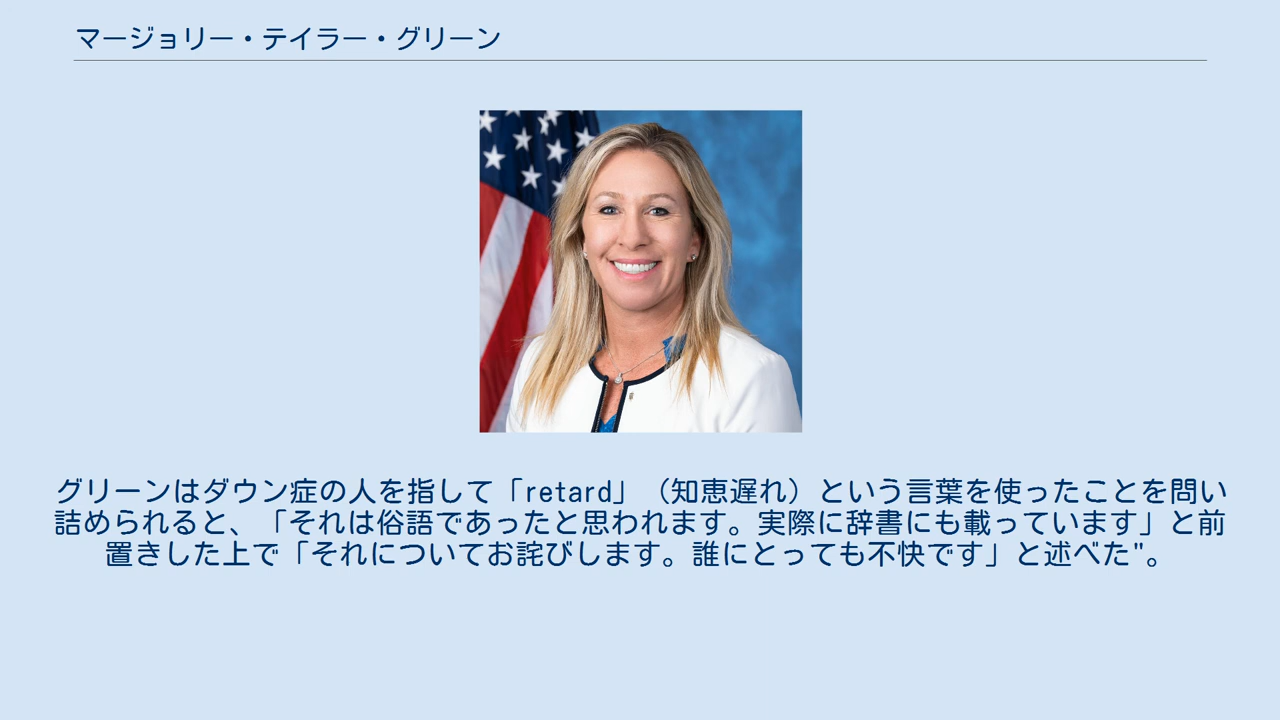 マージョリー・テイラー・グリーン
グリーンはダウン症の人を指して「retard」（知恵遅れ）という言葉を使ったことを問い
詰められると、「それは俗語であったと思われます。実際に辞書にも載っています」と前
置きした上で「それについてお詫びします。誰にとっても不快です」と述べた"。